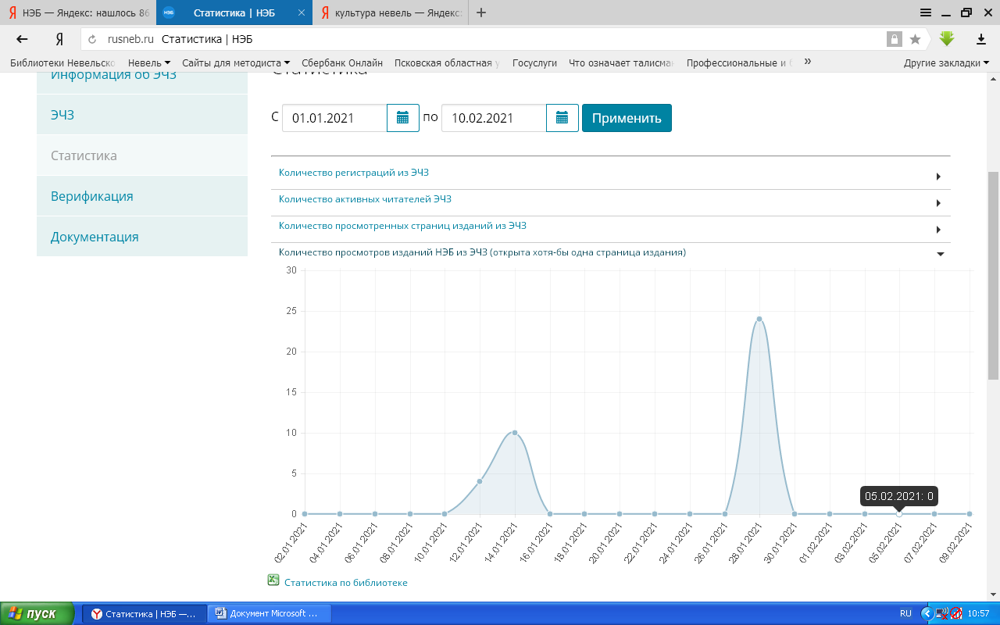 НЭБ — Яндекс: нашлось 86
Статистика | НЭБ
культура невель — Яндекс:
rusneb.ru Статистика | НЭБ
Библиотеки Невельско
Невель
Сайты для методиста
Сбербанк Онлайн
Псковская областная
Госуслуги
Что означает талисма
Профессиональные и
Другие закладки
Информация об ЭЧЗ
ЭЧЗ
Статистика
Верификация
Документация
Статистика
С 01.01.2021 по 10.02.2021 Применить
Количество регистраций из ЭЧЗ
Количество активных читателей ЭЧЗ
Количество просмотренных страниц изданий из ЭЧЗ
Количество просмотров изданий НЭБ из ЭЧЗ (открыта хотя-бы одна страница издания)
30
25
20
15
10
5
0
05.02.2021: 0
02.01.2021
04.01.2021
06.01.2021
08.01.2021
10.01.2021
12.01.2021
14.01.2021
16.01.2021
18.01.2021
20.01.2021
22.01.2021
24.01.2021
26.01.2021
28.01.2021
30.01.2021
01.02.2021
03.02.2021
05.02.2021
07.02.2021
09.02.2021
Статистика по библиотеке
пуск
Статистика | НЭБ —...
Документ Microsoft ...
RU
10:57